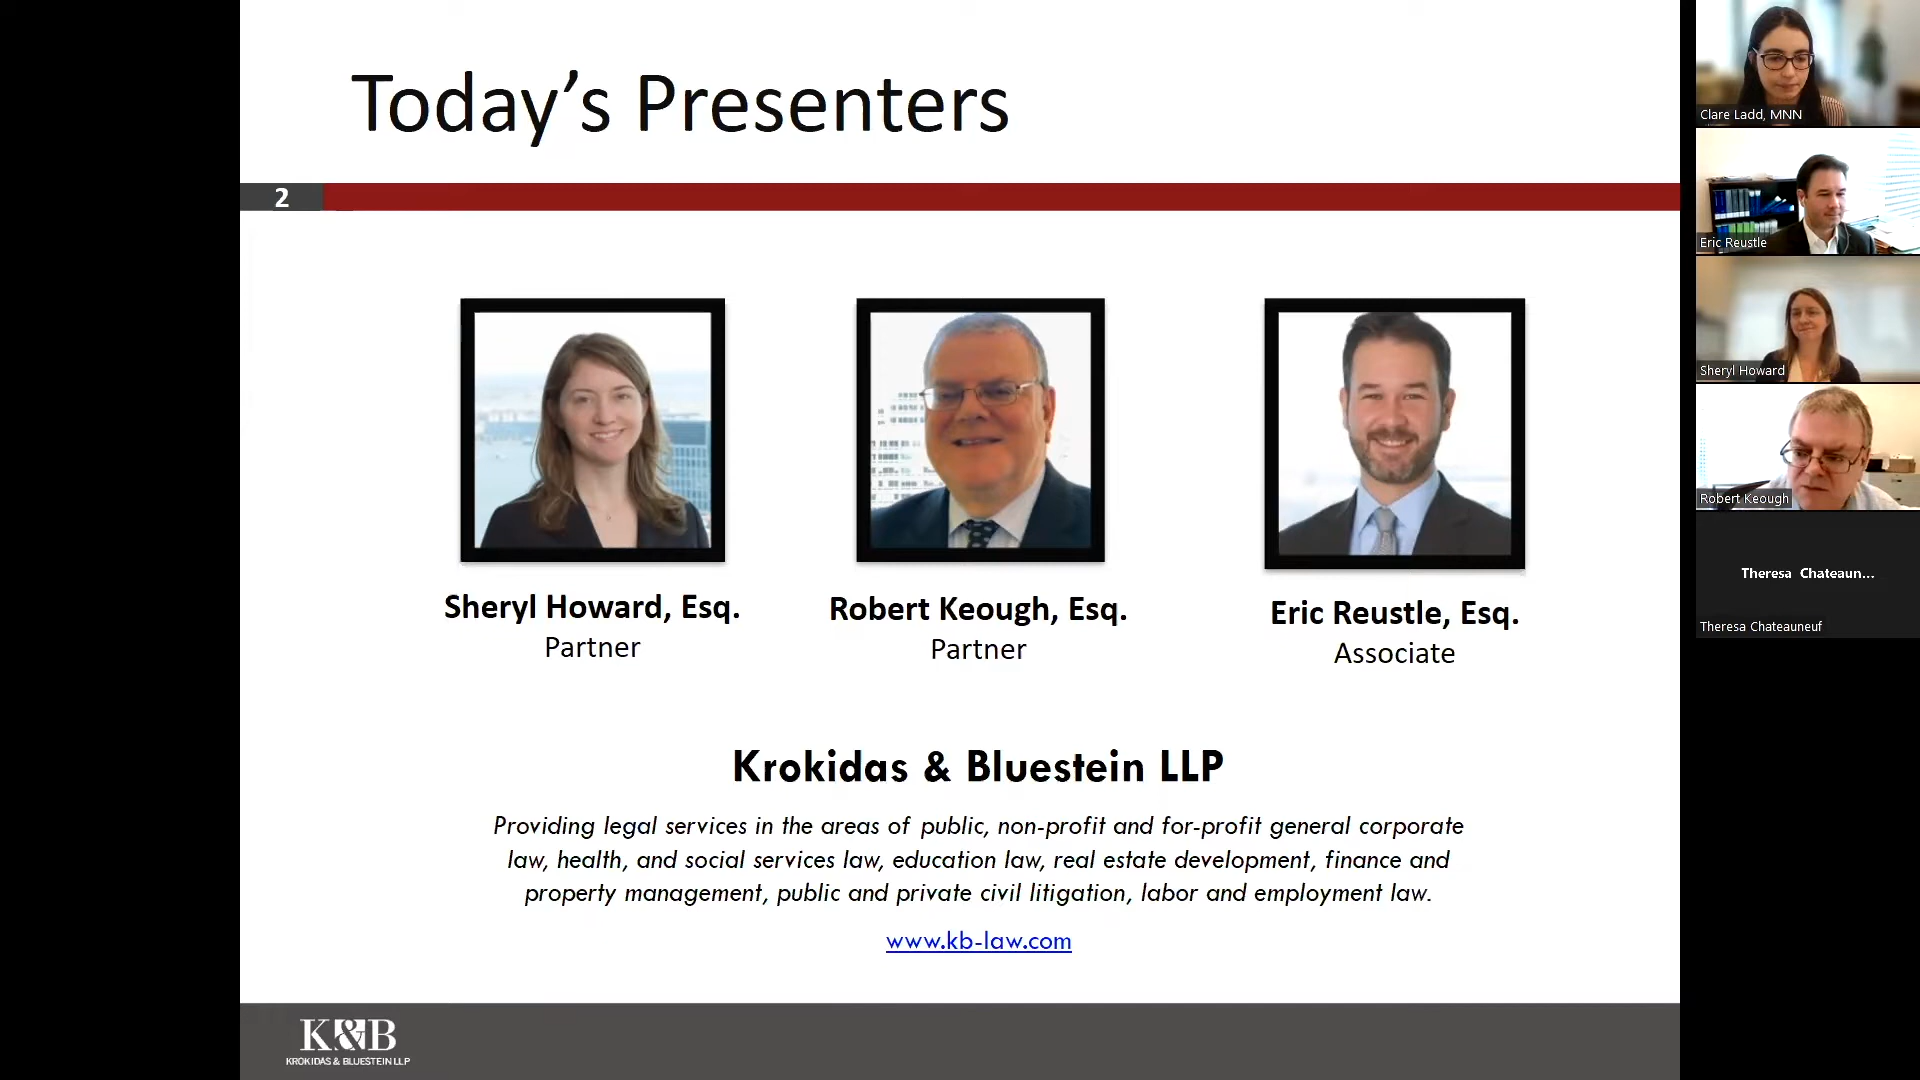 Today’s Presenters
2
Sheryl Howard, Esq.
Partner
Robert Keough, Esq.
Partner
Eric Reustle, Esq.
Associate
Krokidas & Bluestein LLP
Providing legal services in the areas of public, non-profit and for-profit general corporate
law, health, and social services law, education law, real estate development, finance and
property management, public and private civil litigation, labor and employment law.
www.kb-law.com
K&B
KROKIDAS & BLUESTEIN LLP
Clare Ladd, MNN
Eric Reustle
Sheryl Howard
Robert Keough
Theresa Chateaun...
Theresa Chateauneuf